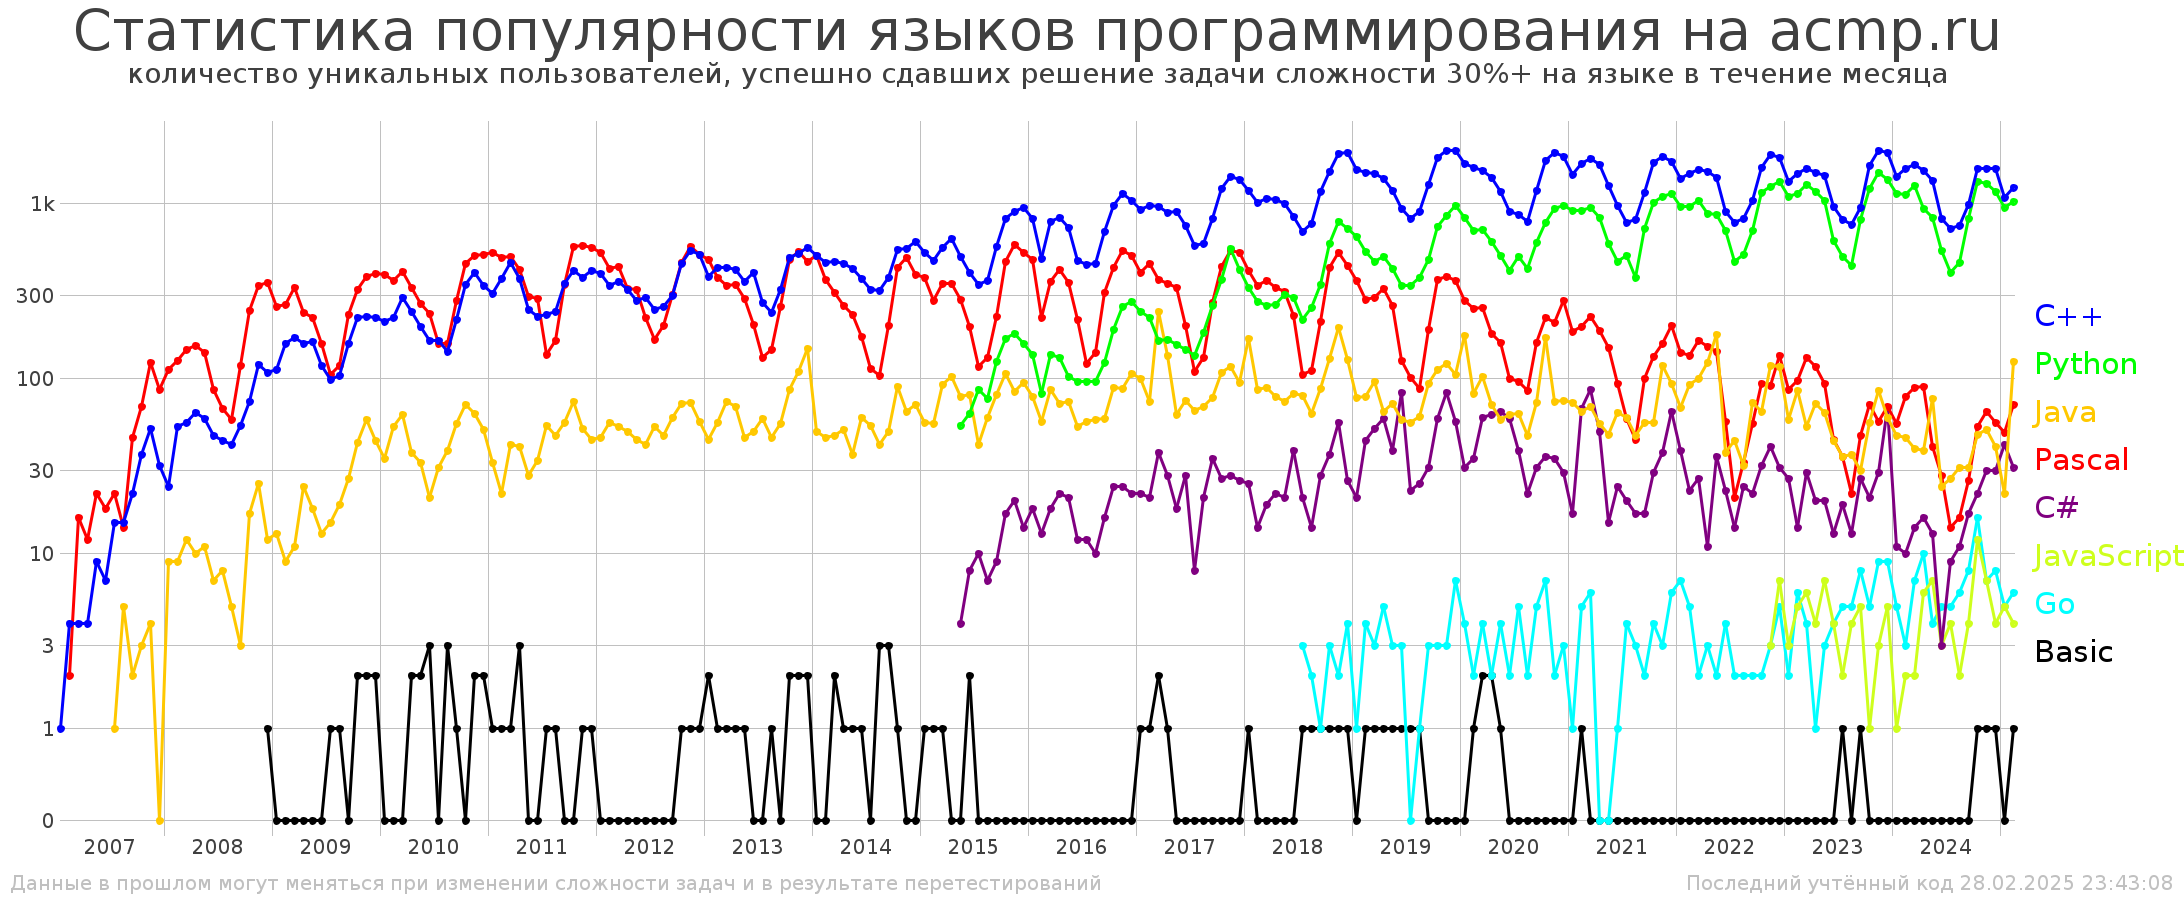 Статистика популярности языков программирования на acmp.ru
количество уникальных пользователей, успешно сдавших решение задачи сложности 30%+ на языке в течение месяца
1k
300
100
30
10
3
1
0
C++
Python
Java
Pascal
C#
JavaScript
Go
Basic
2007 2008 2009 2010 2011 2012 2013 2014 2015 2016 2017 2018 2019 2020 2021 2022 2023 2024
Данные в прошлом могут меняться при изменении сложности задач и в результате перетестирований
Последний учтённый код 28.02.2025 23:43:08